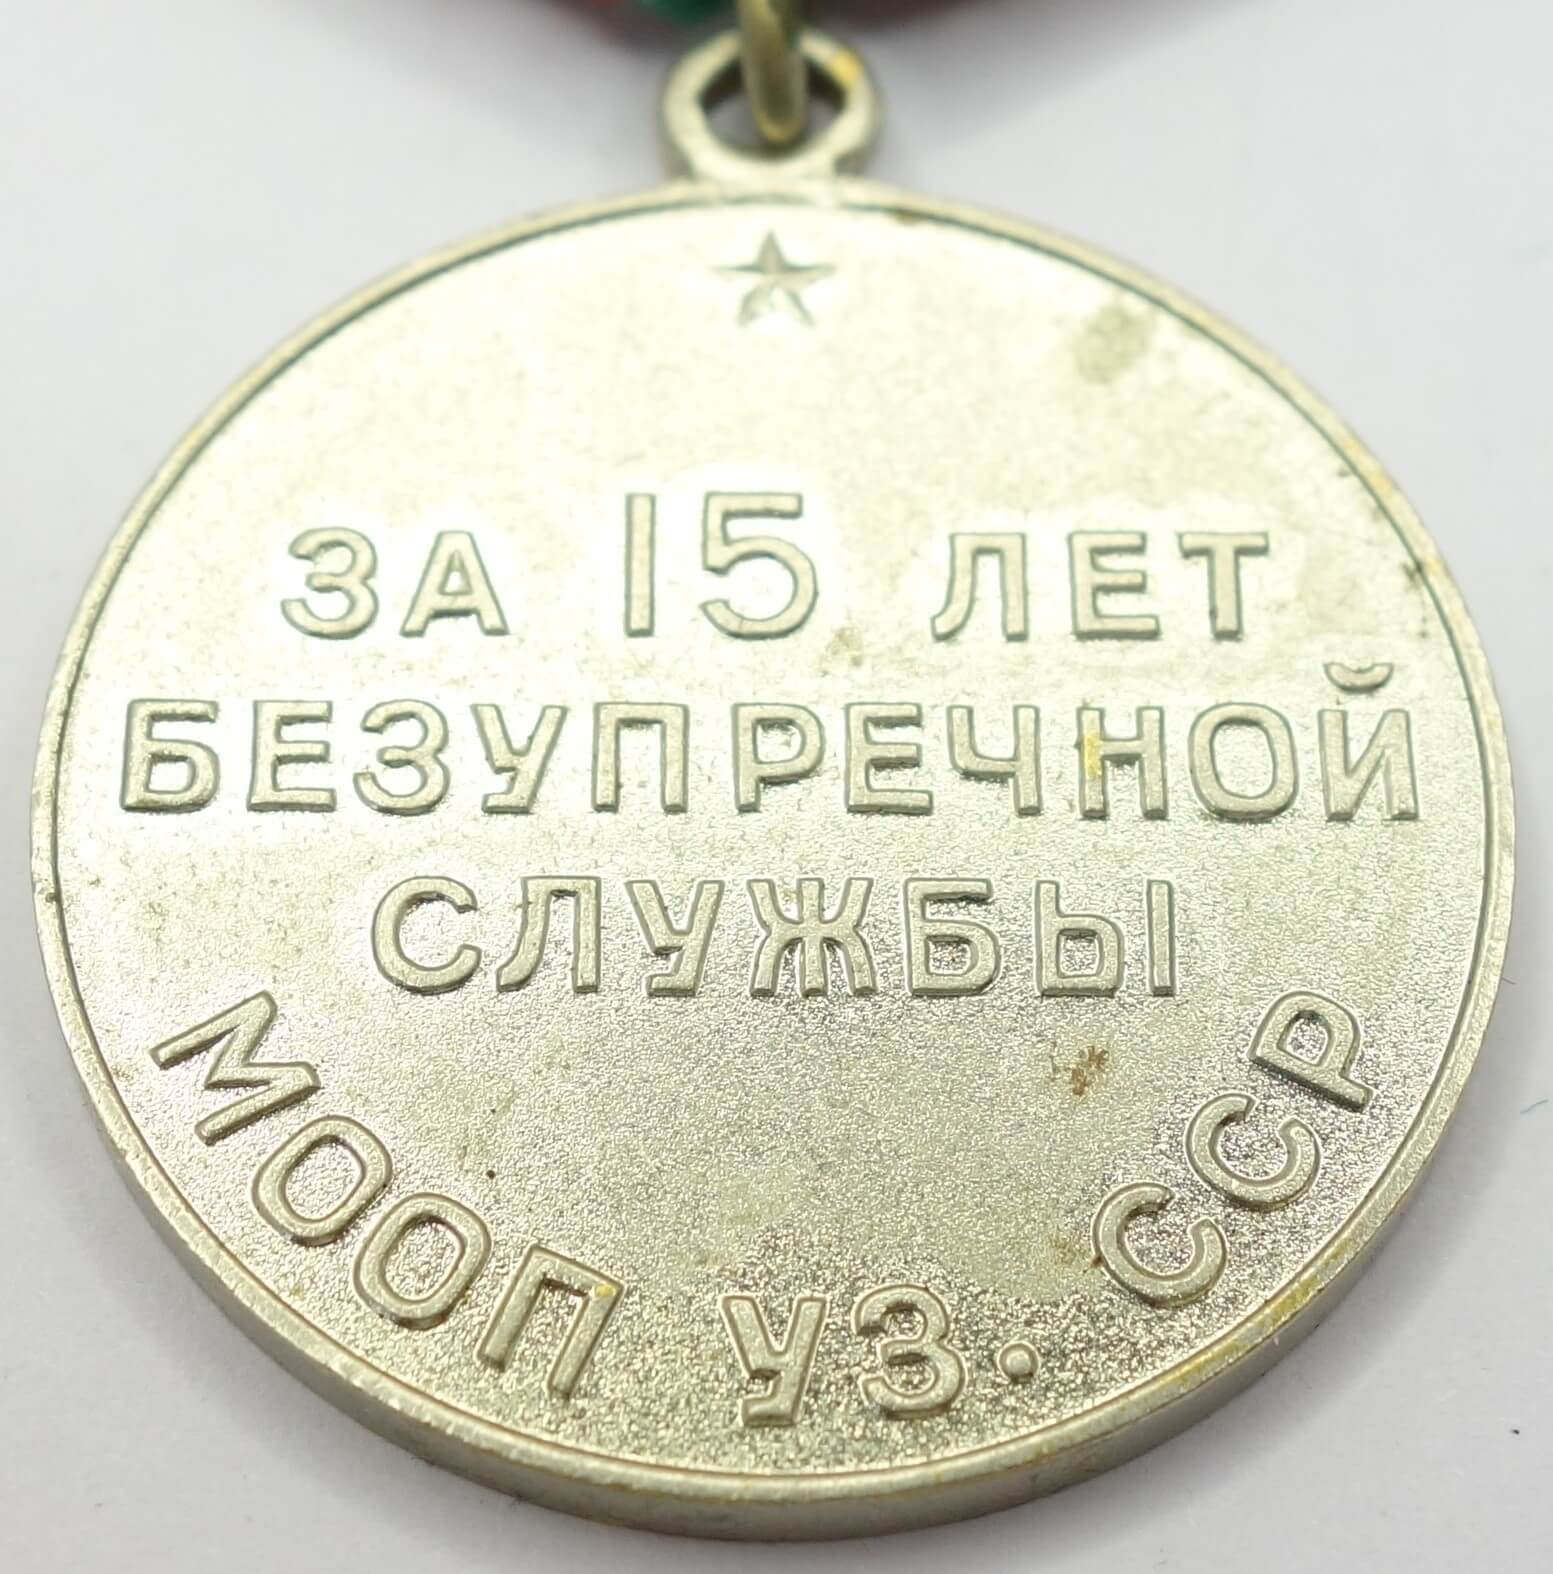 ЗА 15 ЛЕТ
БЕЗУПРЕЧНОЙ
СЛУЖБЫ
МООП УЗ. ССР